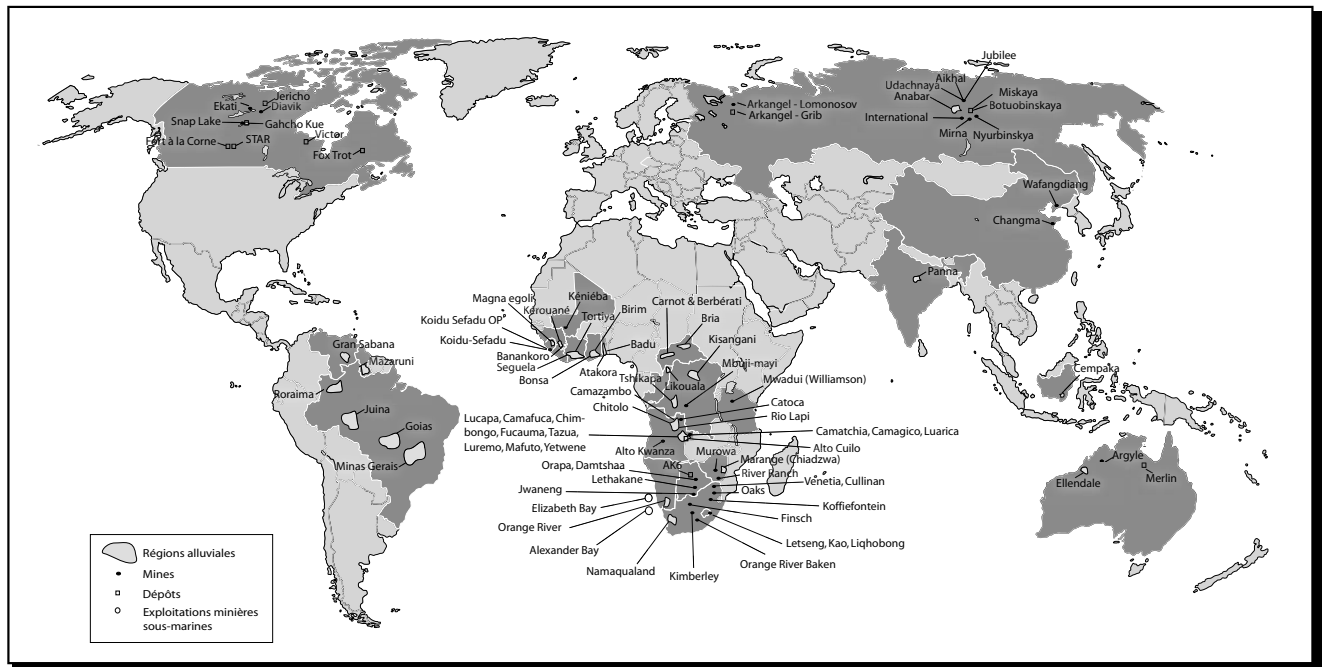 Jubilee
Aikhal
Udachnaya
Miskaya
Anabar
Botuobinskaya
International
Mirna
Nyurbinskya
Arkangel - Lomonosov
Arkangel - Grib
Jericho
Ekati
Diavik
Snap Lake
Gahcho Kue
Victor
Fort à la Corne
STAR
Fox Trot
Wafangdiang
Changma
Panna
Magna egoli
Kéniéba
Carnot & Berbérati
Kérouané
Tortiya
Birim
Bria
Koidu Sefadu OP
Koidu-Sefadu
Badu
Kisangani
Banankoro
Seguela
Bonsa
Atakora
Mbuji-mayi
Tshikapa
Likouala
Mwadui (Williamson)
Camazambo
Chitolo
Catoca
Rio Lapi
Gran Sabana
Mazaruni
Roraima
Juina
Goias
Minas Gerais
Cempaka
Lucapa, Camafuca, Chim-
bongo, Fucauma, Tazua,
Luremo, Mafuto, Yetwene
Camatchia, Camagico, Luarica
Alto Kwanza
Murowa
Alto Cuilo
Orapa, Damtshaa
AK6
Marange (Chiadzwa)
Lethakane
River Ranch
Venetia, Cullinan
Jwaneng
Oaks
Elizabeth Bay
Koffiefontein
Orange River
Finsch
Alexander Bay
Letseng, Kao, Liqhobong
Namaqualand
Kimberley
Orange River Baken
Argyle
Ellendale
Merlin
Régions alluviales
Mines
Dépôts
Exploitations minières
sous-marines